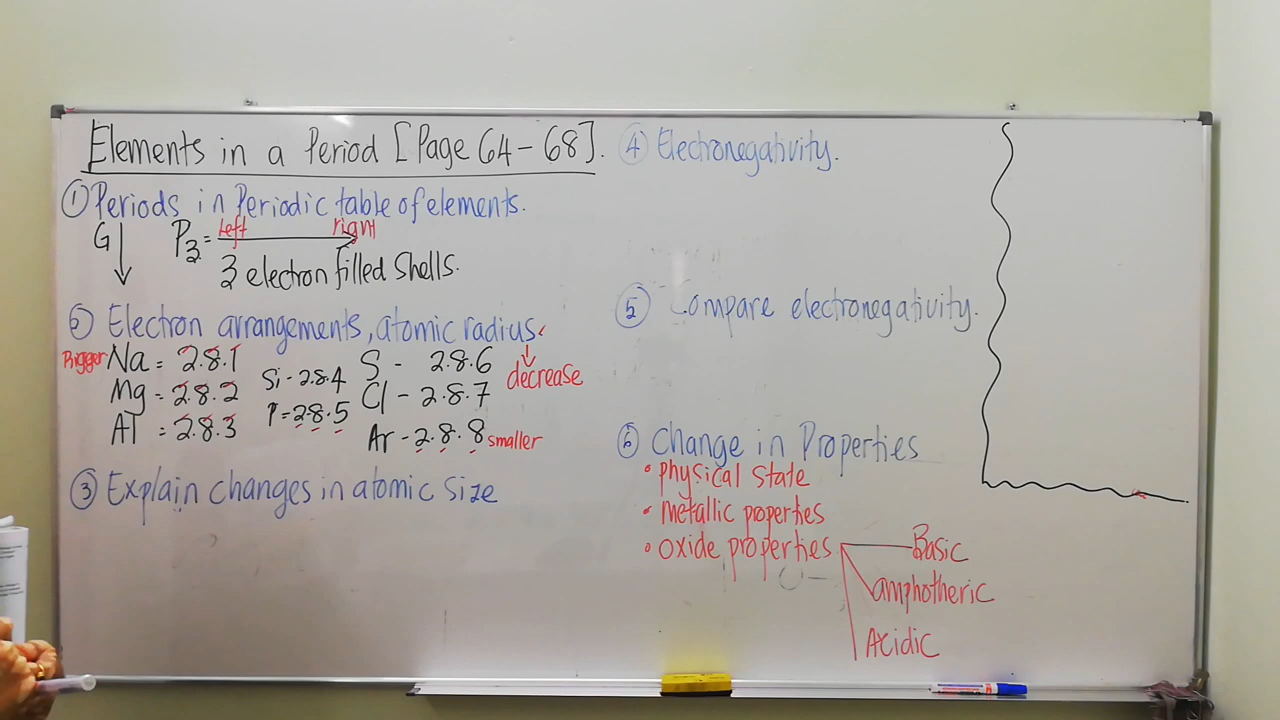 Elements in a Period [Page 64 - 68].
① Periods in Periodic table of elements.
G
P3 = left right
3 electron filled shells.
② Electron arrangements, atomic radius
decrease
Bigger Na = 2.8.1
Mg - 2.8.2
Al = 2.8.3
Si - 2.8.4
P = 2.8.5
S - 2.8.6
Cl - 2.8.7
Ar - 2.8.8 smaller
③ Explain changes in atomic size
④ Electronegativity.
⑤ Compare electronegativity.
⑥ Change in Properties
• physical state
• metallic properties
• oxide properties
Basic
amphotheric
Acidic